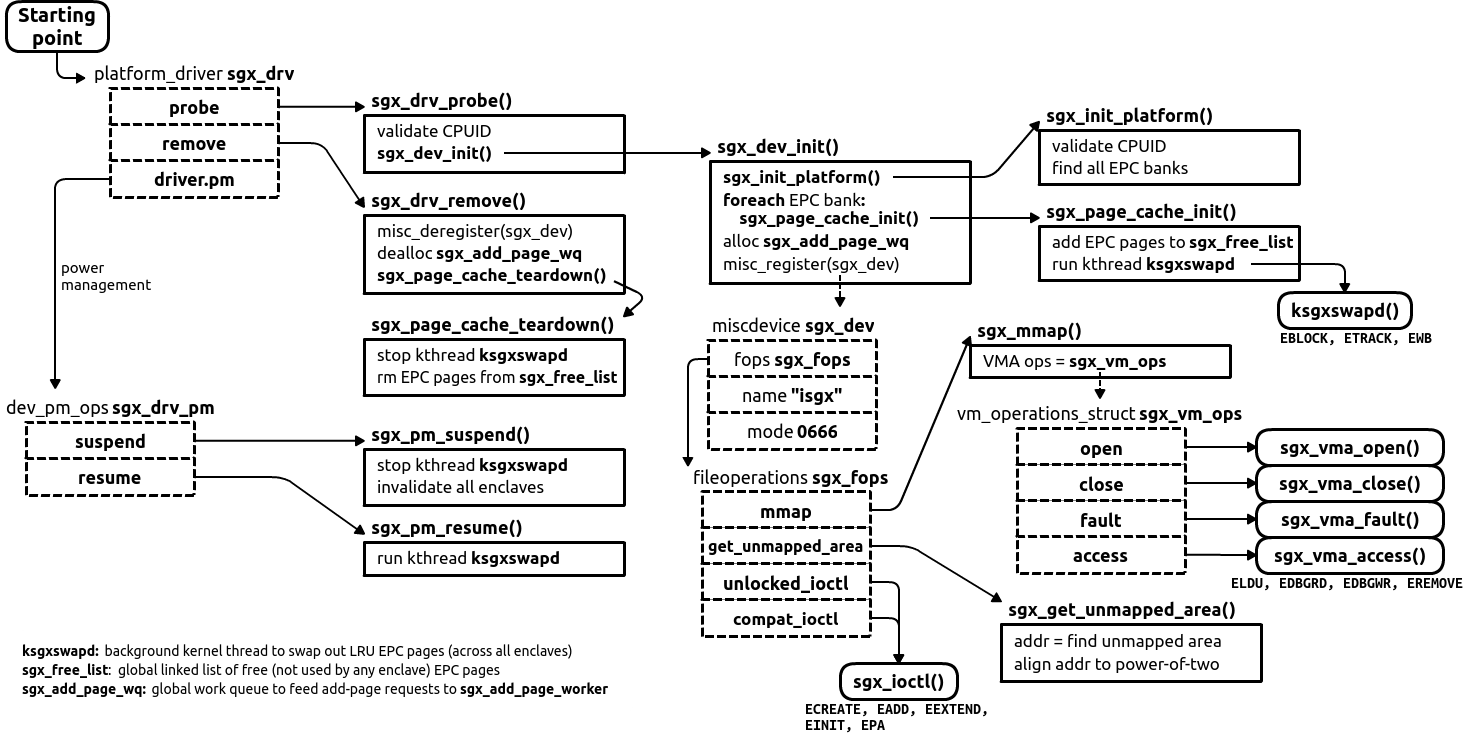 Starting
point
platform_driver sgx_drv
probe
remove
driver.pm
power
management
dev_pm_ops sgx_drv_pm
suspend
resume
sgx_drv_probe()
validate CPUID
sgx_dev_init()
sgx_drv_remove()
misc_deregister(sgx_dev)
dealloc sgx_add_page_wq
sgx_page_cache_teardown()
sgx_page_cache_teardown()
stop kthread ksgxswapd
rm EPC pages from sgx_free_list
sgx_pm_suspend()
stop kthread ksgxswapd
invalidate all enclaves
sgx_pm_resume()
run kthread ksgxswapd
sgx_dev_init()
sgx_init_platform()
foreach EPC bank:
sgx_page_cache_init()
alloc sgx_add_page_wq
misc_register(sgx_dev)
miscdevice sgx_dev
fops sgx_fops
name "isgx"
mode 0666
fileoperations sgx_fops
mmap
get_unmapped_area
unlocked_ioctl
compat_ioctl
sgx_ioctl()
ECREATE, EADD, EEXTEND,
EINIT, EPA
sgx_init_platform()
validate CPUID
find all EPC banks
sgx_page_cache_init()
add EPC pages to sgx_free_list
run kthread ksgxswapd
ksgxswapd()
EBLOCK, ETRACK, EWB
sgx_mmap()
VMA ops = sgx_vm_ops
vm_operations_struct sgx_vm_ops
open
close
fault
access
sgx_vma_open()
sgx_vma_close()
sgx_vma_fault()
sgx_vma_access()
ELDU, EDBGRD, EDBGWR, EREMOVE
sgx_get_unmapped_area()
addr = find unmapped area
align addr to power-of-two
ksgxswapd: background kernel thread to swap out LRU EPC pages (across all enclaves)
sgx_free_list: global linked list of free (not used by any enclave) EPC pages
sgx_add_page_wq: global work queue to feed add-page requests to sgx_add_page_worker